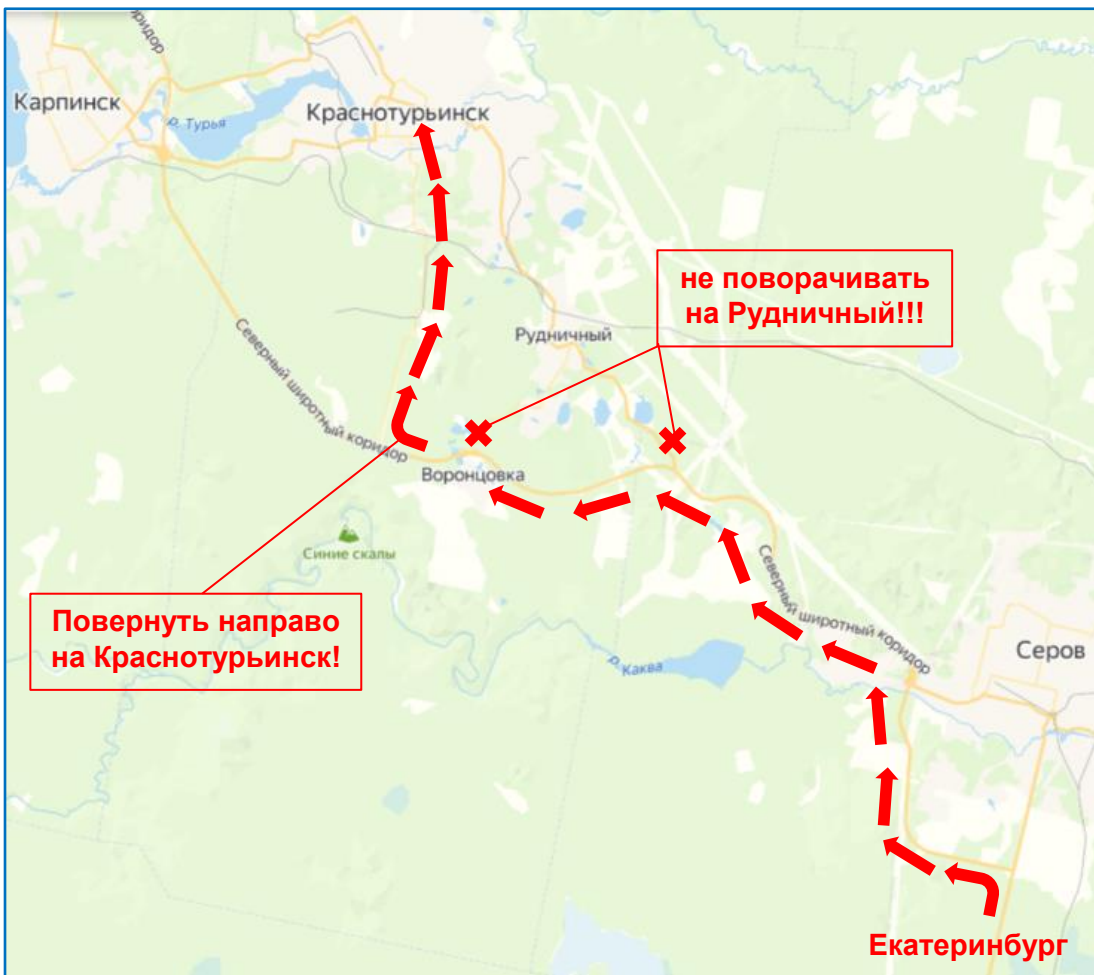 ридор
Карпинск
р. Турья
Краснотурьинск
не поворачивать
на Рудничный!!!
Рудничный
Северный широтный коридор
Воронцовка
Синие скалы
Северный широтный коридор
Повернуть направо
на Краснотурьинск!
Серов
р. Каква
Екатеринбург